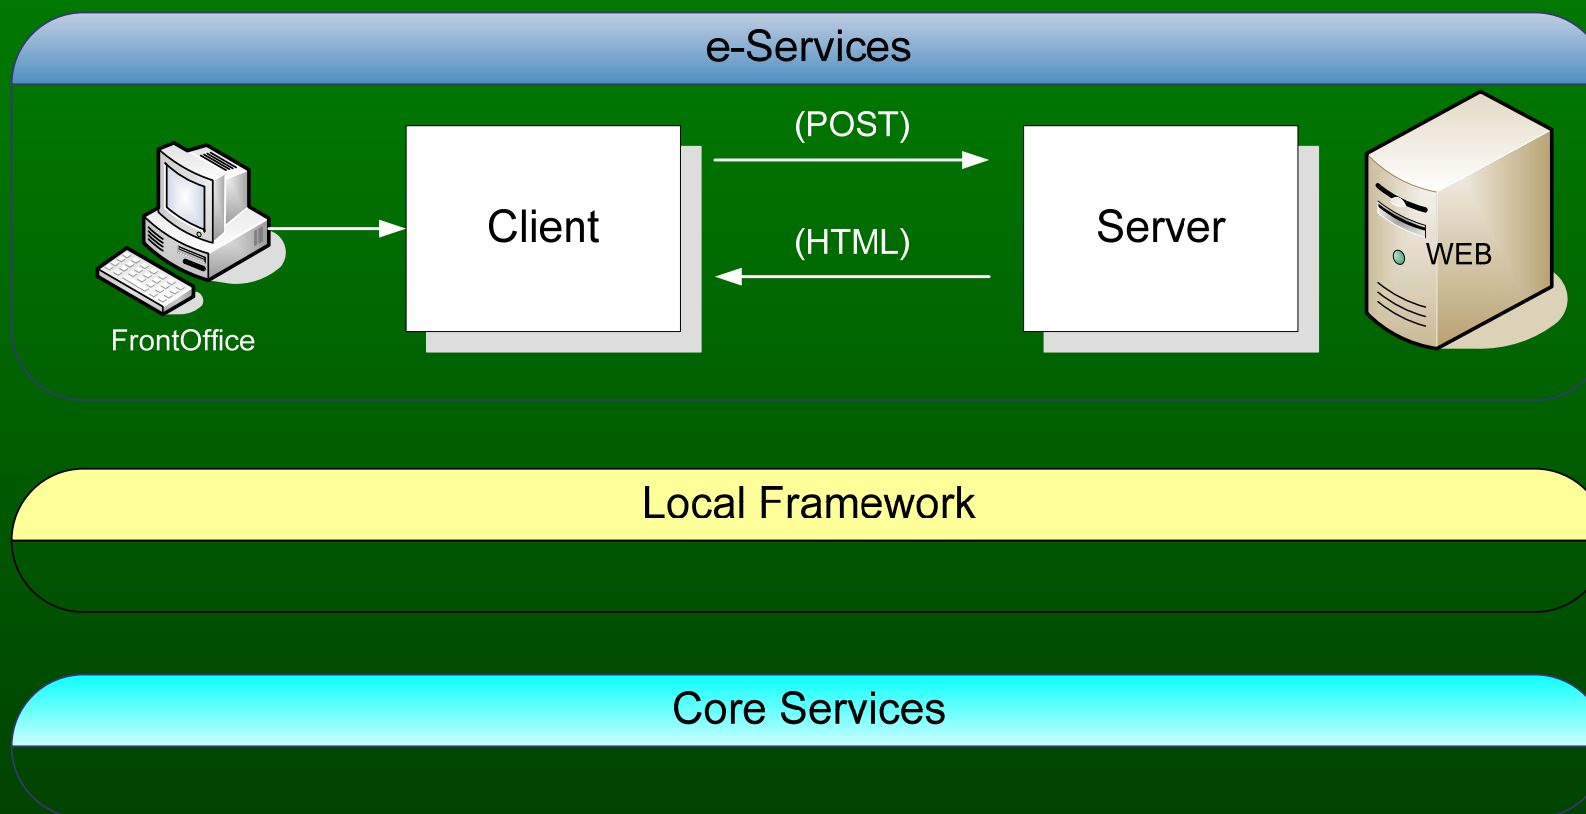 e-Services
(POST)
Client
Server
(HTML)
WEB
FrontOffice
Local Framework
Core Services